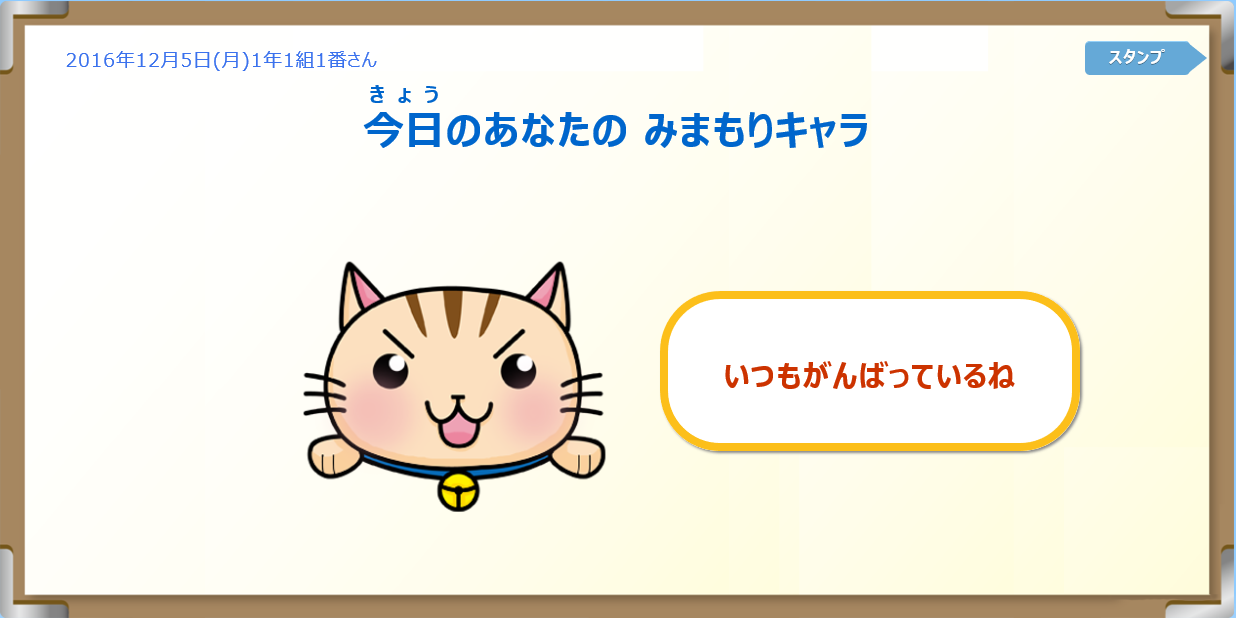 2016年12月5日(月)1年1組1番さん
スタンプ
きょう
今日のあなたの みまもりキャラ
いつもがんばっているね